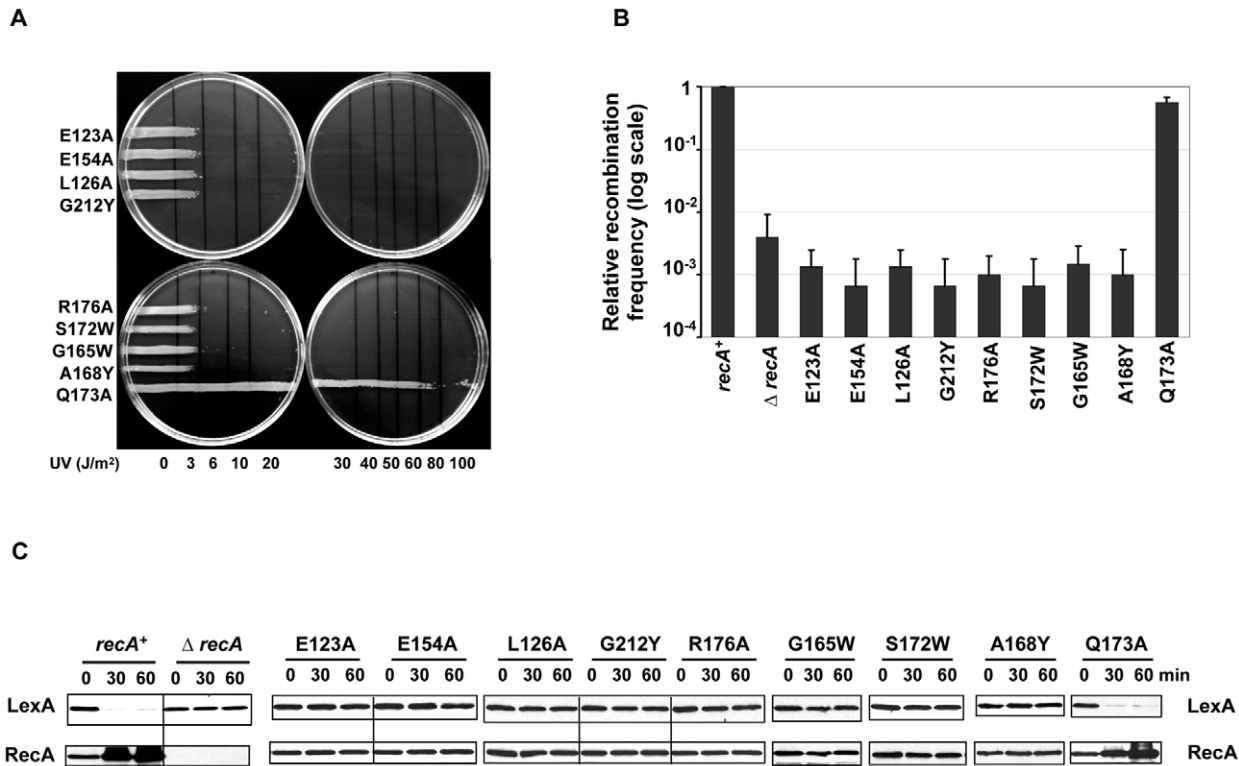 A
E123A
E154A
L126A
G212Y
R176A
S172W
G165W
A168Y
Q173A
UV (J/m²) 0 3 6 10 20 30 40 50 60 80 100
B
Relative recombination
frequency (log scale)
1
10⁻¹
10⁻²
10⁻³
10⁻⁴
recA⁺ Δ recA E123A E154A L126A G212Y R176A S172W G165W A168Y Q173A
C
recA⁺ Δ recA E123A E154A L126A G212Y R176A G165W S172W A168Y Q173A
0 30 60 0 30 60 0 30 60 0 30 60 0 30 60 0 30 60 0 30 60 0 30 60 0 30 60 0 30 60 0 30 60 min
LexA LexA
RecA RecA